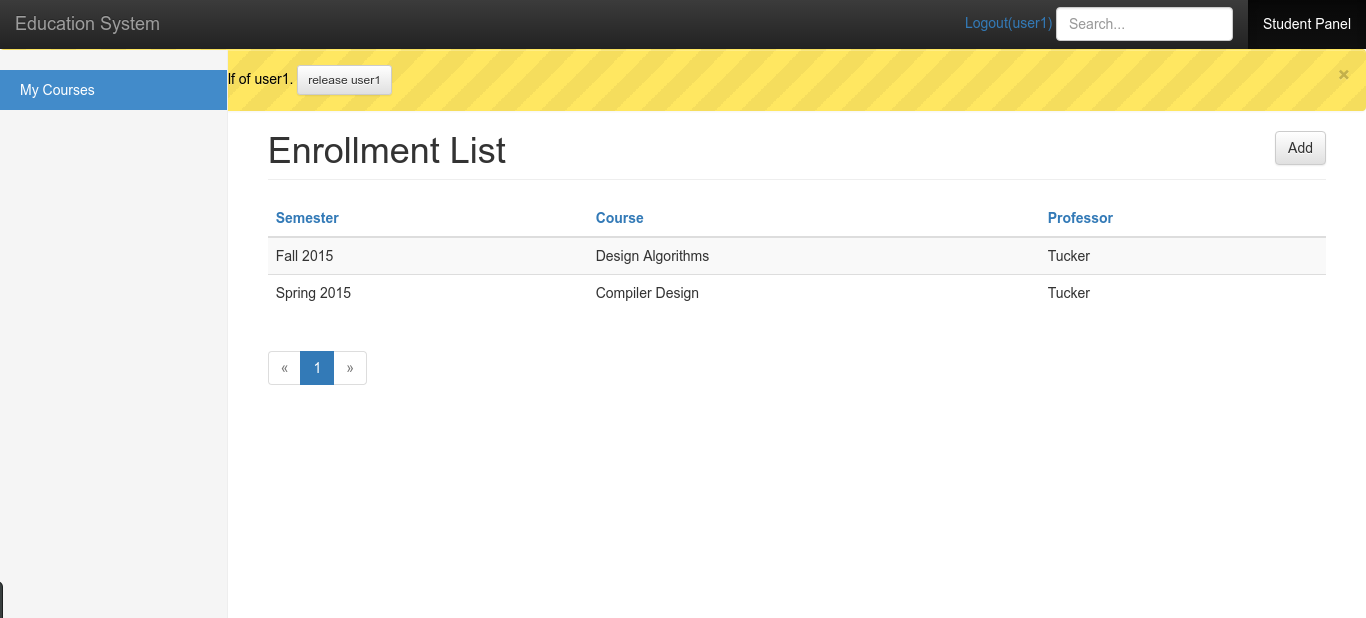 Education System Logout(user1) Search... Student Panel
My Courses
lf of user1. release user1 ×
Enrollment List Add
Semester Course Professor
Fall 2015 Design Algorithms Tucker
Spring 2015 Compiler Design Tucker
« 1 »